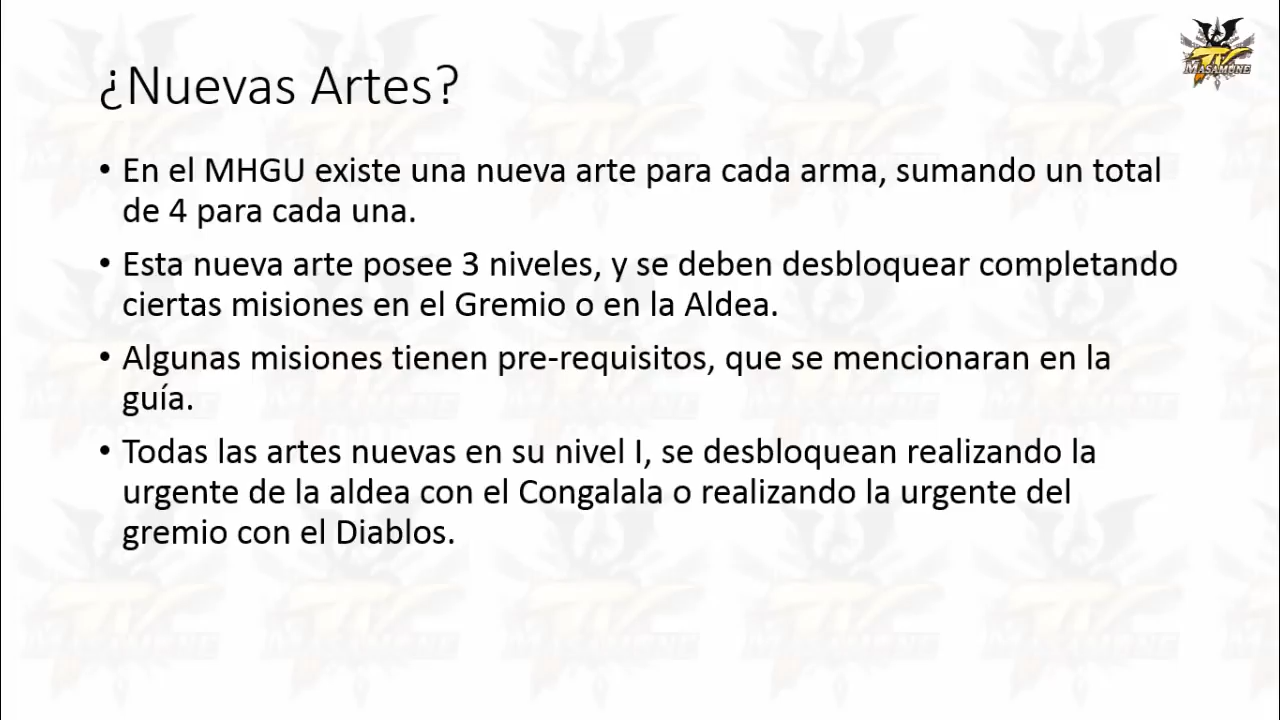 ¿Nuevas Artes?
• En el MHGU existe una nueva arte para cada arma, sumando un total
de 4 para cada una.
• Esta nueva arte posee 3 niveles, y se deben desbloquear completando
ciertas misiones en el Gremio o en la Aldea.
• Algunas misiones tienen pre-requisitos, que se mencionaran en la
guía.
• Todas las artes nuevas en su nivel I, se desbloquean realizando la
urgente de la aldea con el Congalala o realizando la urgente del
gremio con el Diablos.
TV
MASAMUNE